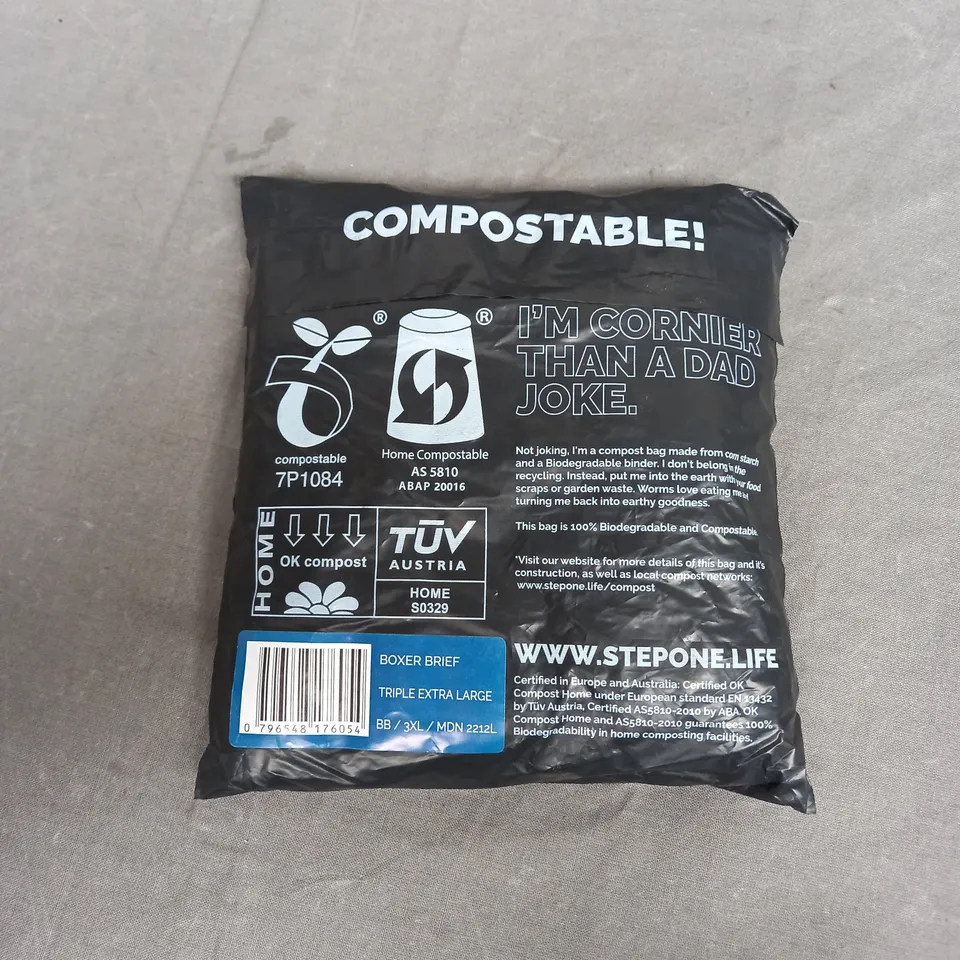 COMPOSTABLE!
®
®
compostable
7P1084
Home Compostable
AS 5810
ABAP 20016
HOME
OK compost
TÜV
AUSTRIA
HOME
S0329
I'M CORNIER
THAN A DAD
JOKE.
Not joking, I'm a compost bag made from corn starch
and a Biodegradable binder. I don't belong in the
recycling. Instead, put me into the earth with your food
scraps or garden waste. Worms love eating me and
turning me back into earthy goodness.
This bag is 100% Biodegradable and Compostable.
*Visit our website for more details of this bag and it's
construction, as well as local compost networks:
www.stepone.life/compost
BOXER BRIEF
TRIPLE EXTRA LARGE
BB / 3XL / MDN 2212L
0 796548 176054
WWW.STEPONE.LIFE
Certified in Europe and Australia: Certified OK
Compost Home under European standard EN 13432
by Tüv Austria, Certified AS5810-2010 by ABA. OK
Compost Home and AS5810-2010 guarantees 100%
Biodegradability in home composting facilities.